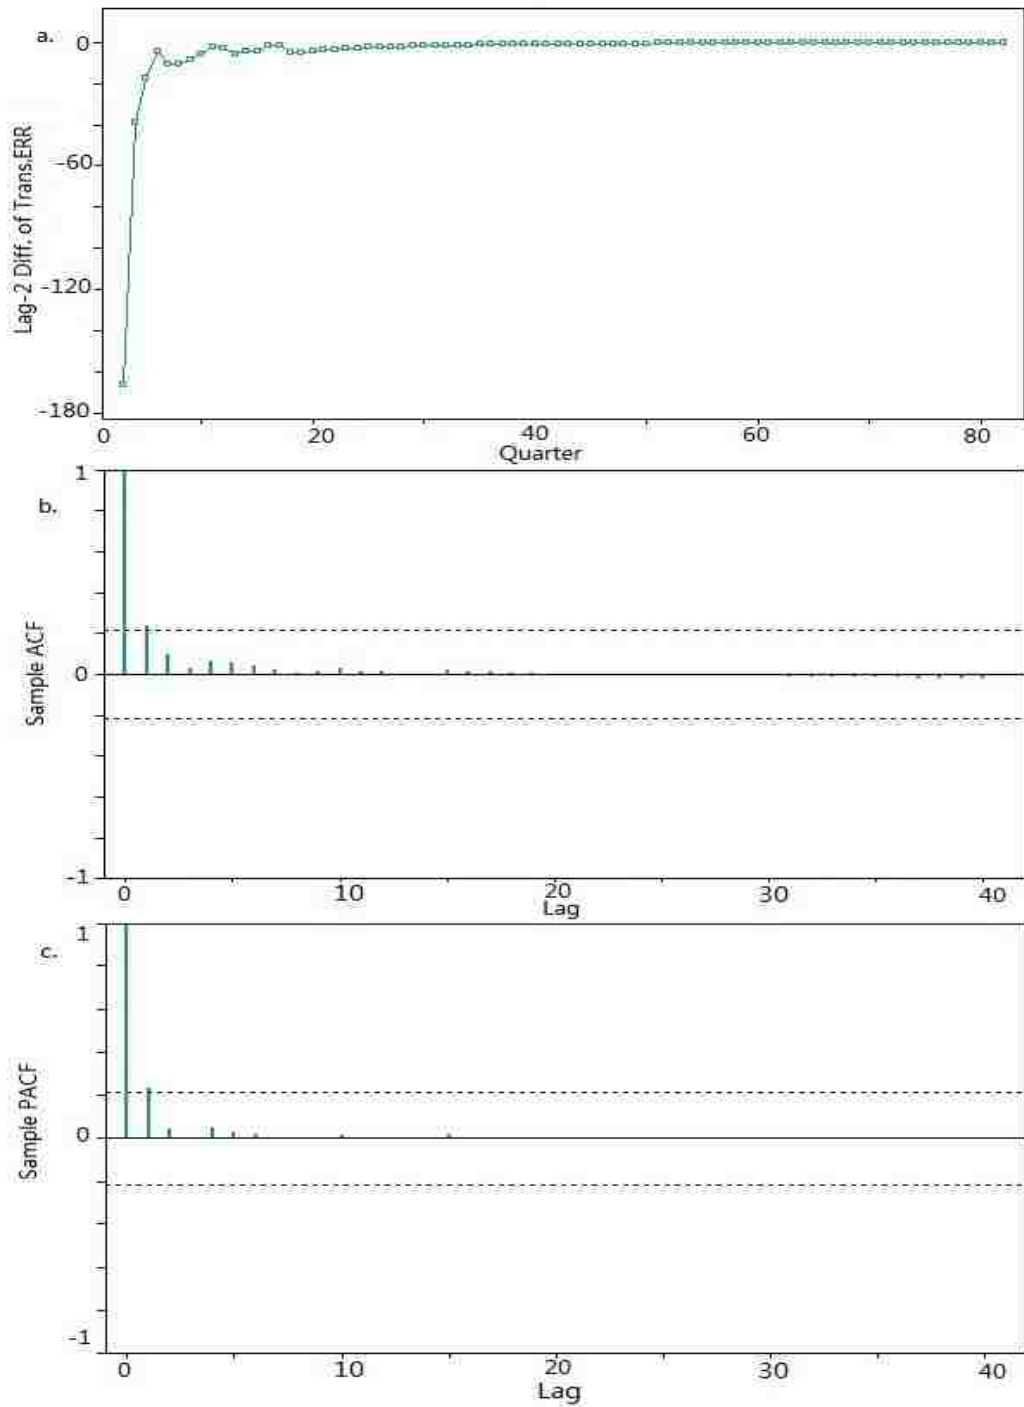 a.
0
-60
-120
-180
Lag-2 Diff. of Trans.ERR
0 20 40 60 80
Quarter
b.
1
0
-1
Sample ACF
0 10 20 30 40
Lag
c.
1
0
-1
Sample PACF
0 10 20 30 40
Lag